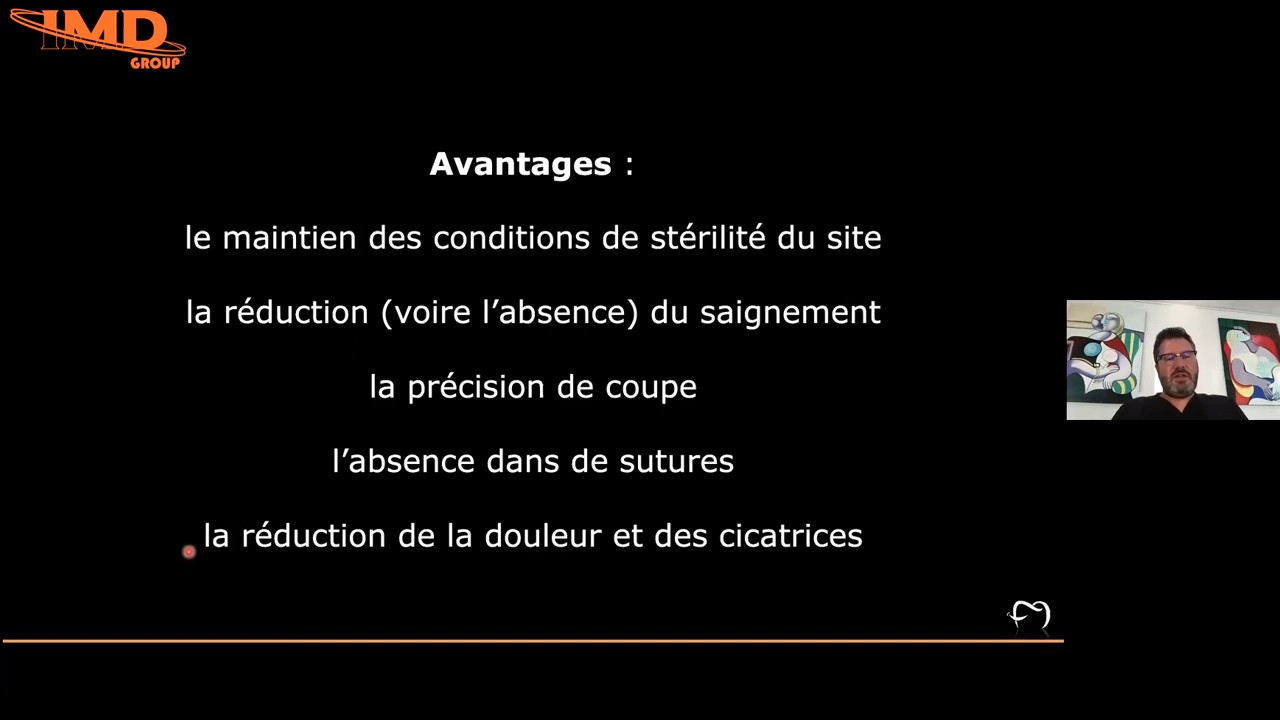 IMD
GROUP
Avantages :
le maintien des conditions de stérilité du site
la réduction (voire l’absence) du saignement
la précision de coupe
l’absence dans de sutures
la réduction de la douleur et des cicatrices